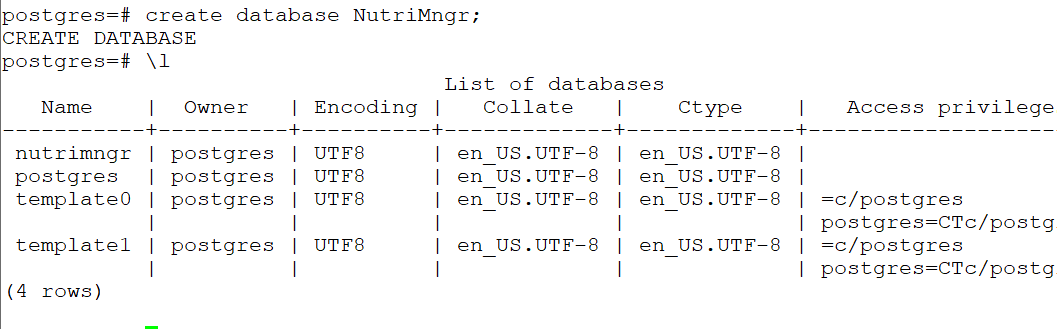 postgres=# create database NutriMngr;
CREATE DATABASE
postgres=# \l
                                  List of databases
   Name    |  Owner   | Encoding |   Collate   |    Ctype    |   Access privilege
-----------+----------+----------+-------------+-------------+-------------------
 nutrimngr | postgres | UTF8     | en_US.UTF-8 | en_US.UTF-8 |
 postgres  | postgres | UTF8     | en_US.UTF-8 | en_US.UTF-8 |
 template0 | postgres | UTF8     | en_US.UTF-8 | en_US.UTF-8 | =c/postgres
           |          |          |             |             | postgres=CTc/postg
 template1 | postgres | UTF8     | en_US.UTF-8 | en_US.UTF-8 | =c/postgres
           |          |          |             |             | postgres=CTc/postg
(4 rows)